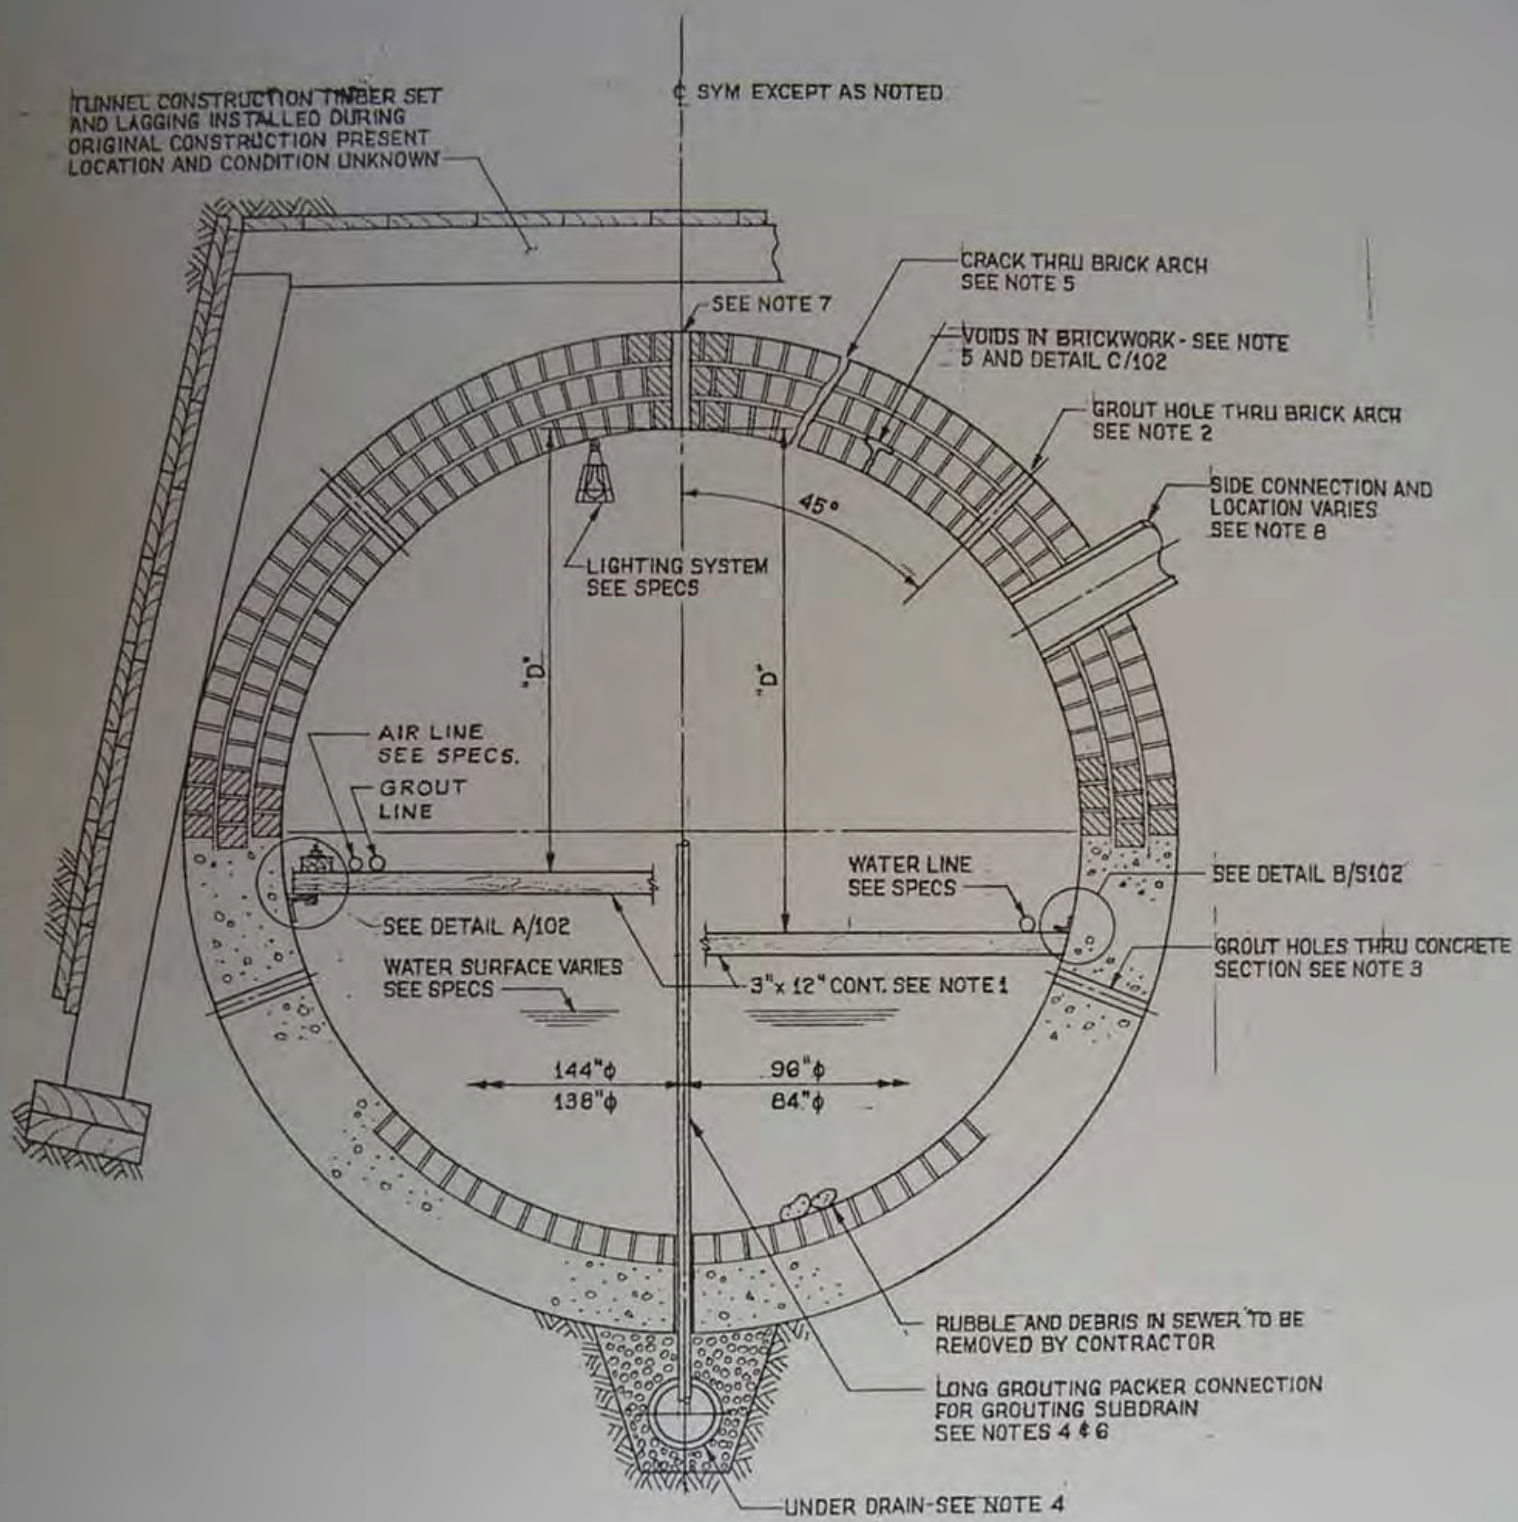 TUNNEL CONSTRUCTION TIMBER SET
AND LAGGING INSTALLED DURING
ORIGINAL CONSTRUCTION PRESENT
LOCATION AND CONDITION UNKNOWN
℄ SYM EXCEPT AS NOTED
SEE NOTE 7
CRACK THRU BRICK ARCH
SEE NOTE 5
VOIDS IN BRICKWORK - SEE NOTE
5 AND DETAIL C/102
GROUT HOLE THRU BRICK ARCH
SEE NOTE 2
SIDE CONNECTION AND
LOCATION VARIES
SEE NOTE 8
45°
LIGHTING SYSTEM
SEE SPECS
"D"
"D"
AIR LINE
SEE SPECS.
GROUT
LINE
WATER LINE
SEE SPECS
SEE DETAIL B/S102
SEE DETAIL A/102
WATER SURFACE VARIES
SEE SPECS
3" x 12" CONT. SEE NOTE 1
GROUT HOLES THRU CONCRETE
SECTION SEE NOTE 3
144"ϕ
138"ϕ
96"ϕ
84"ϕ
RUBBLE AND DEBRIS IN SEWER TO BE
REMOVED BY CONTRACTOR
LONG GROUTING PACKER CONNECTION
FOR GROUTING SUBDRAIN
SEE NOTES 4 & 6
UNDER DRAIN-SEE NOTE 4